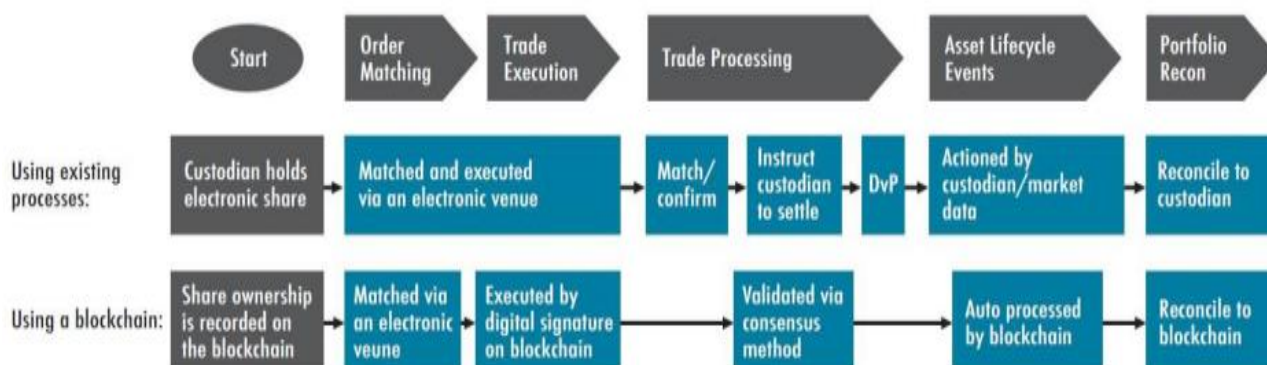 Start
Order
Matching
Trade
Execution
Trade Processing
Asset Lifecycle
Events
Portfolio
Recon
Using existing
processes:
Custodian holds
electronic share
Matched and executed
via an electronic venue
Match/
confirm
Instruct
custodian
to settle
DvP
Actioned by
custodian/market
data
Reconcile to
custodian
Using a blockchain:
Share ownership
is recorded on
the blockchain
Matched via
an electronic
veune
Executed by
digital signature
on blockchain
Validated via
consensus
method
Auto processed
by blockchain
Reconcile to
blockchain